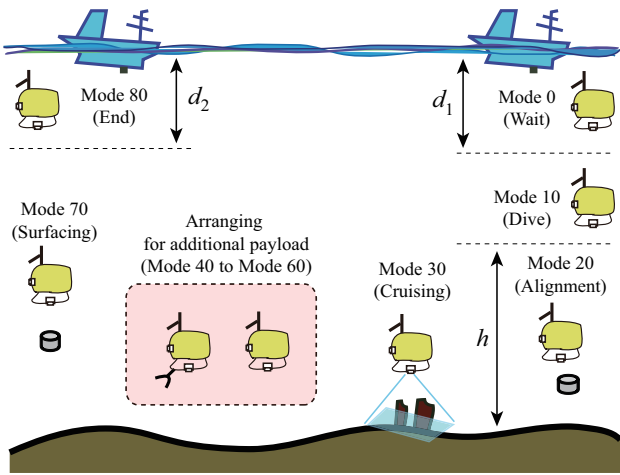 Mode 80
(End)
d2
d1
Mode 0
(Wait)
Mode 10
(Dive)
Mode 70
(Surfacing)
Arranging
for additional payload
(Mode 40 to Mode 60)
Mode 30
(Cruising)
h
Mode 20
(Alignment)